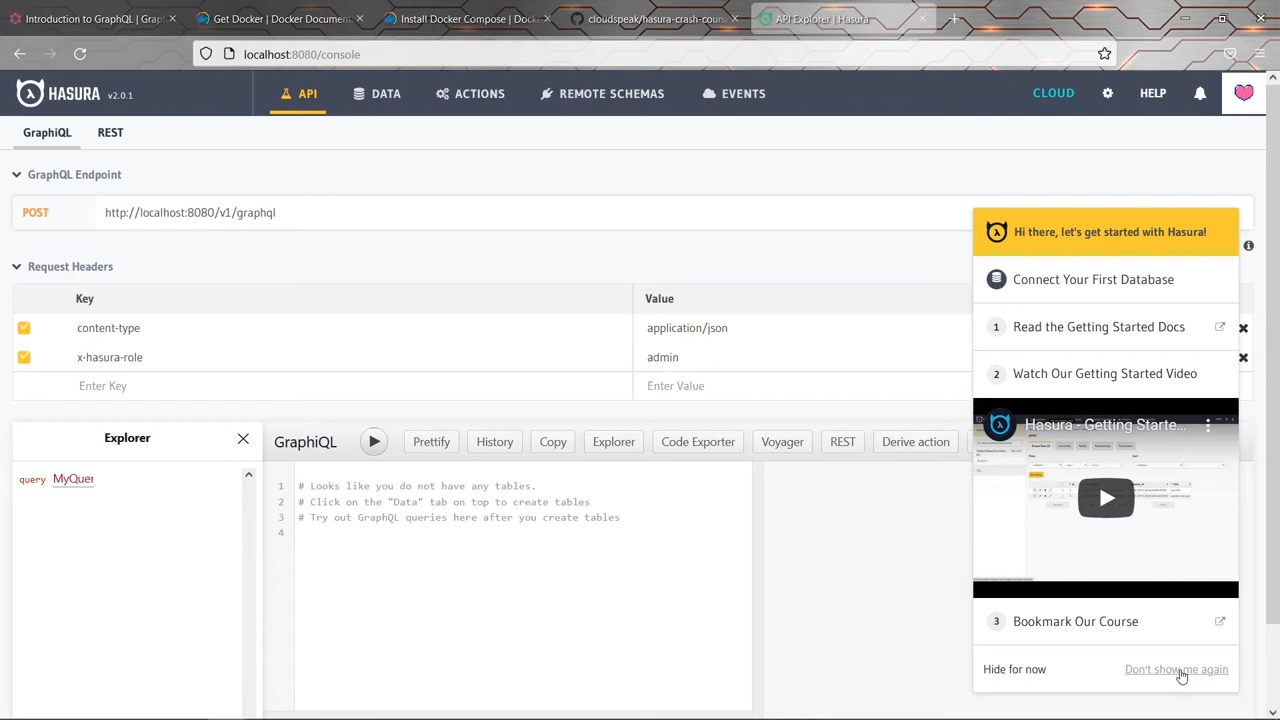 Introduction to GraphQL | Grap
Get Docker | Docker Document
Install Docker Compose | Dock
cloudspeak/hasura-crash-cours
API Explorer | Hasura
localhost:8080/console
HASURA v2.0.1
API
DATA
ACTIONS
REMOTE SCHEMAS
EVENTS
CLOUD
HELP
GraphiQL
REST
GraphQL Endpoint
POST
http://localhost:8080/v1/graphql
Request Headers
Key
Value
content-type
application/json
x-hasura-role
admin
Enter Key
Enter Value
Explorer
GraphiQL
Prettify
History
Copy
Explorer
Code Exporter
Voyager
REST
Derive action
query MyQuer
1 # Looks like you do not have any tables.
2 # Click on the "Data" tab on top to create tables
3 # Try out GraphQL queries here after you create tables
4
Hi there, let's get started with Hasura!
Connect Your First Database
1 Read the Getting Started Docs
2 Watch Our Getting Started Video
Hasura - Getting Starte...
3 Bookmark Our Course
Hide for now
Don't show me again